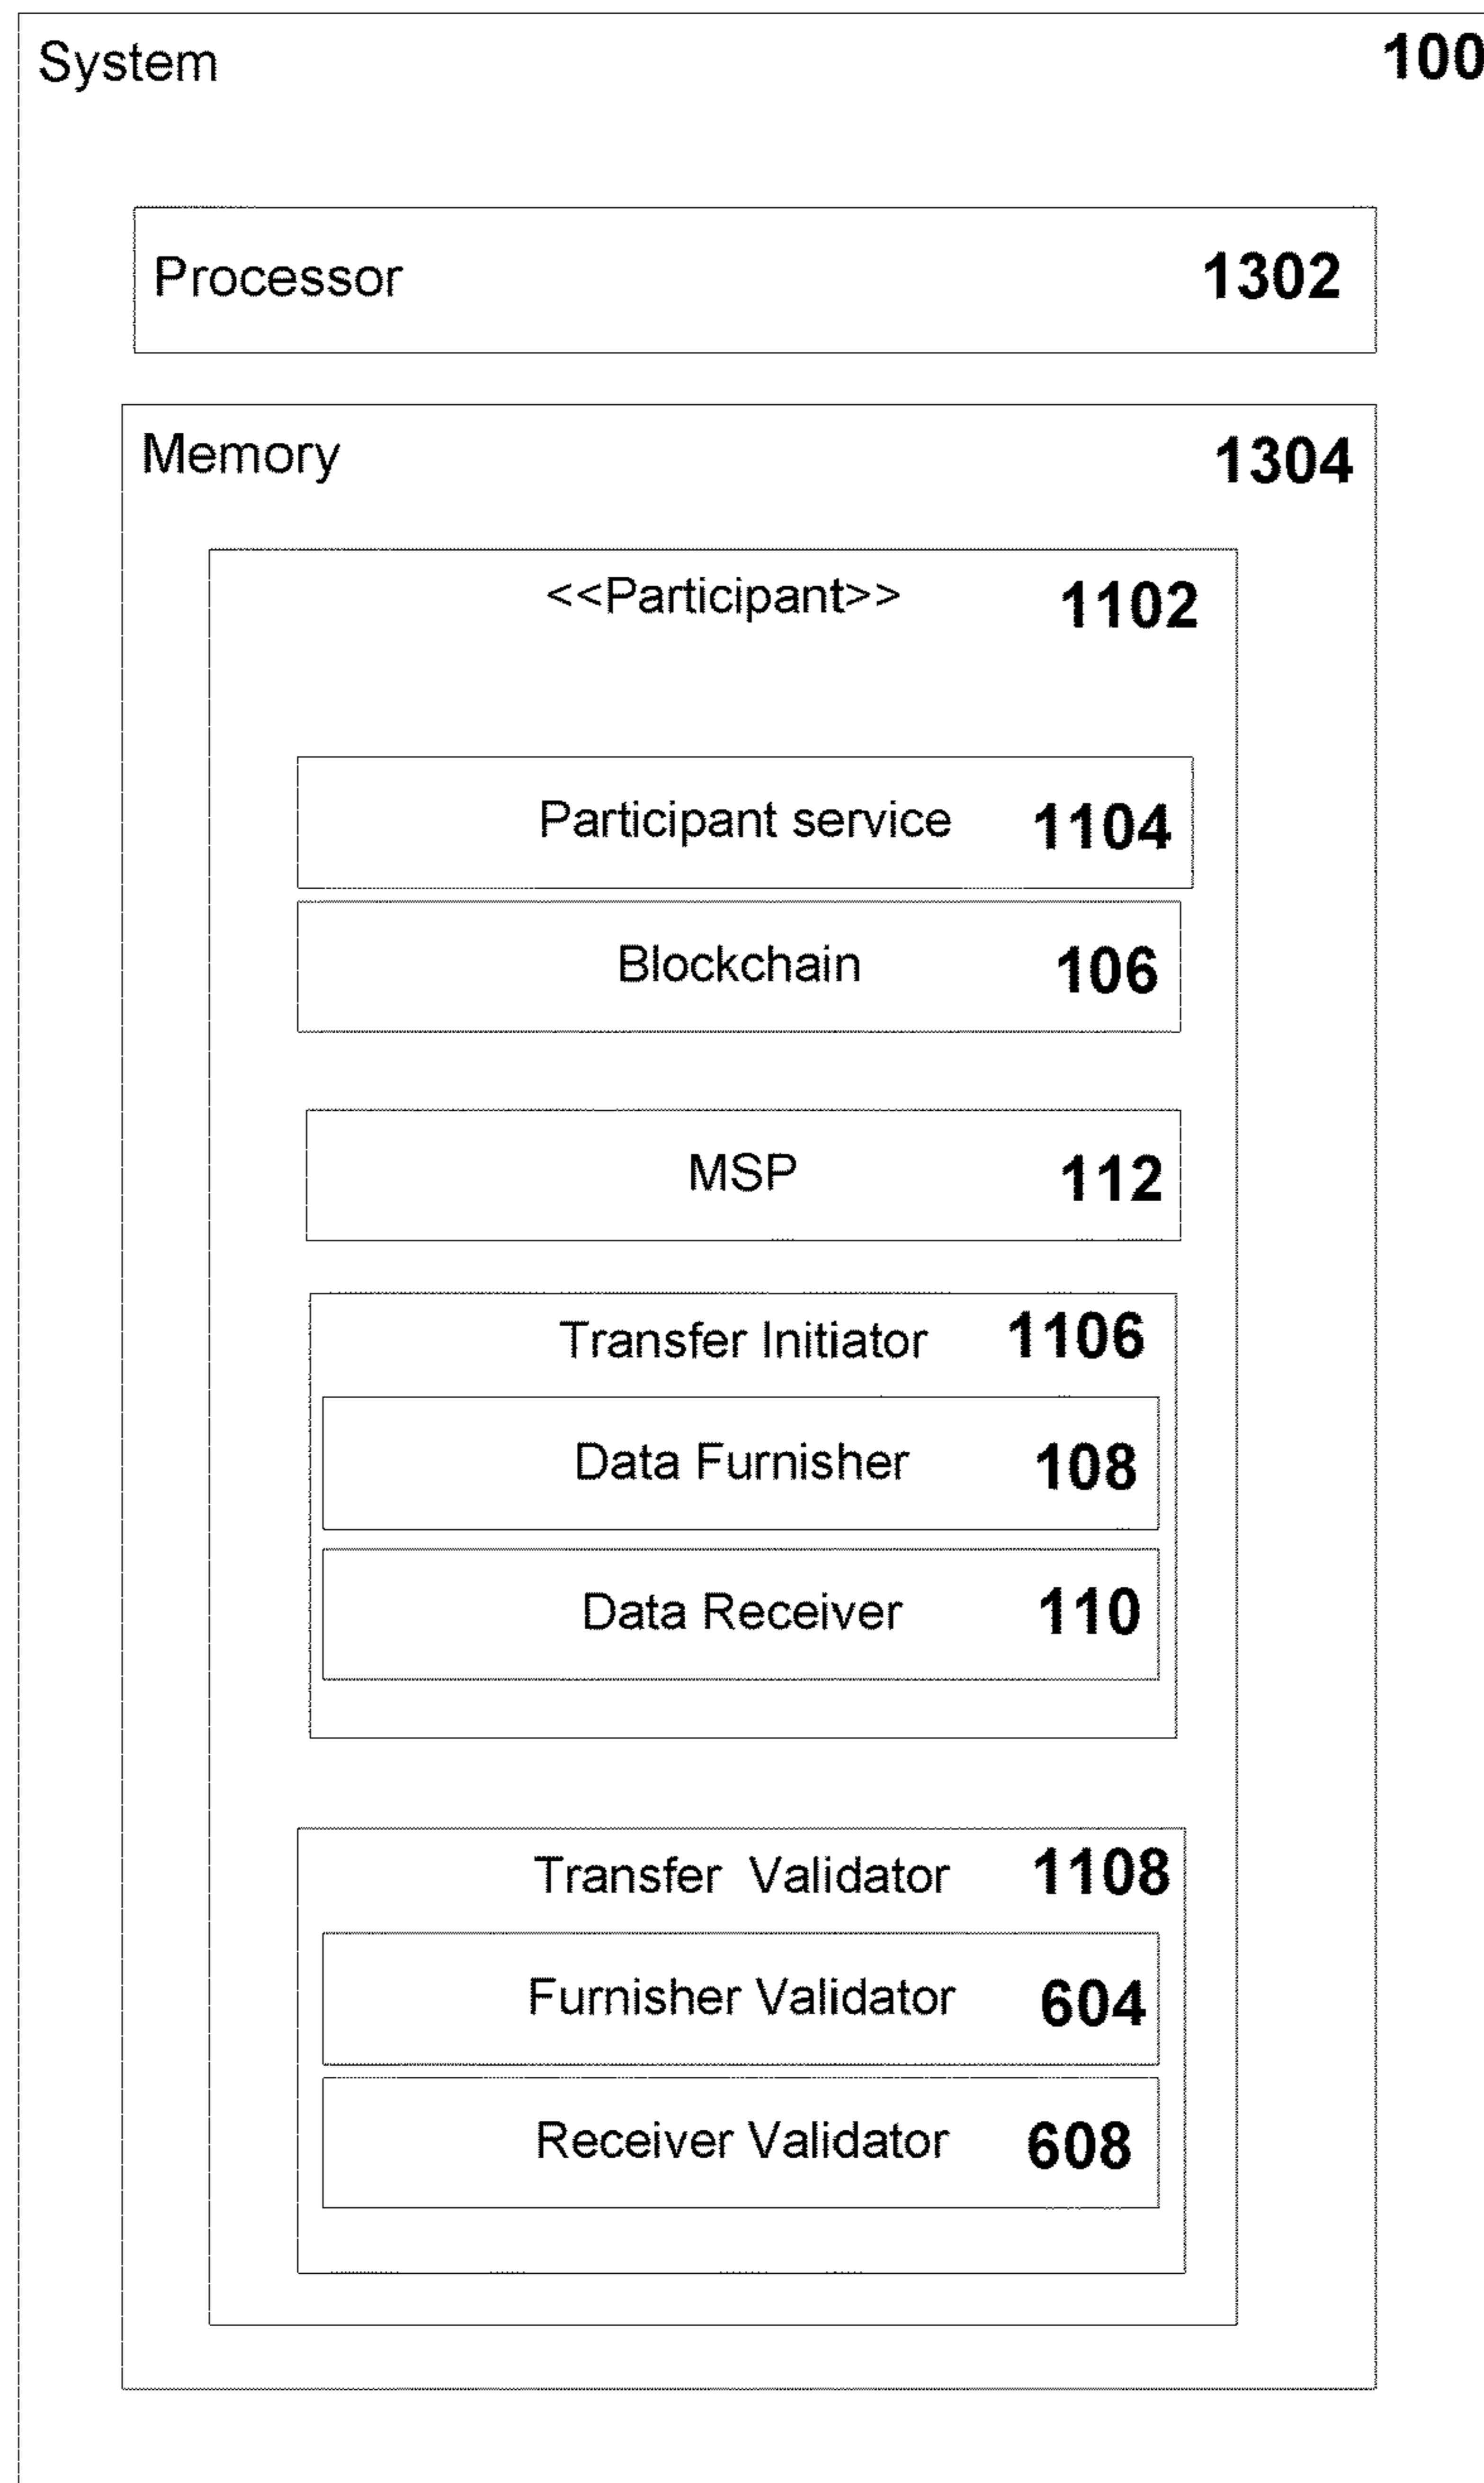 System 100
Processor 1302
Memory 1304
<<Participant>> 1102
Participant service 1104
Blockchain 106
MSP 112
Transfer Initiator 1106
Data Furnisher 108
Data Receiver 110
Transfer Validator 1108
Furnisher Validator 604
Receiver Validator 608